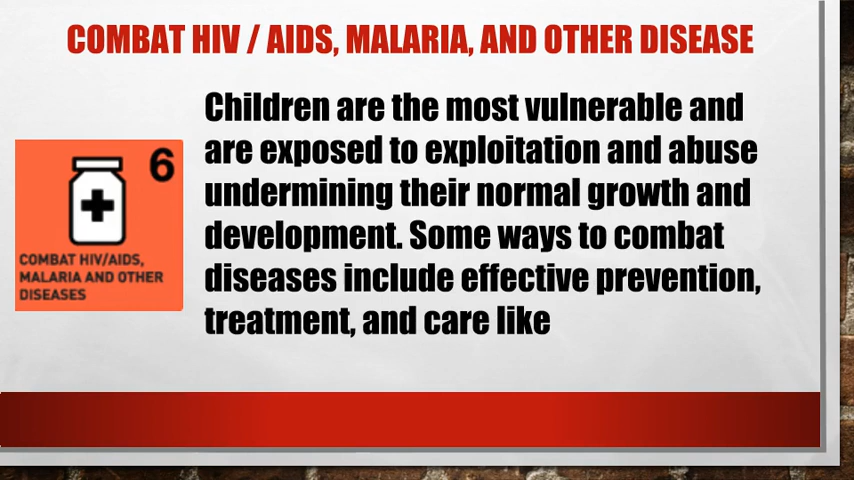 COMBAT HIV / AIDS, MALARIA, AND OTHER DISEASE
Children are the most vulnerable and
are exposed to exploitation and abuse
undermining their normal growth and
development. Some ways to combat
diseases include effective prevention,
treatment, and care like
6
COMBAT HIV/AIDS,
MALARIA AND OTHER
DISEASES